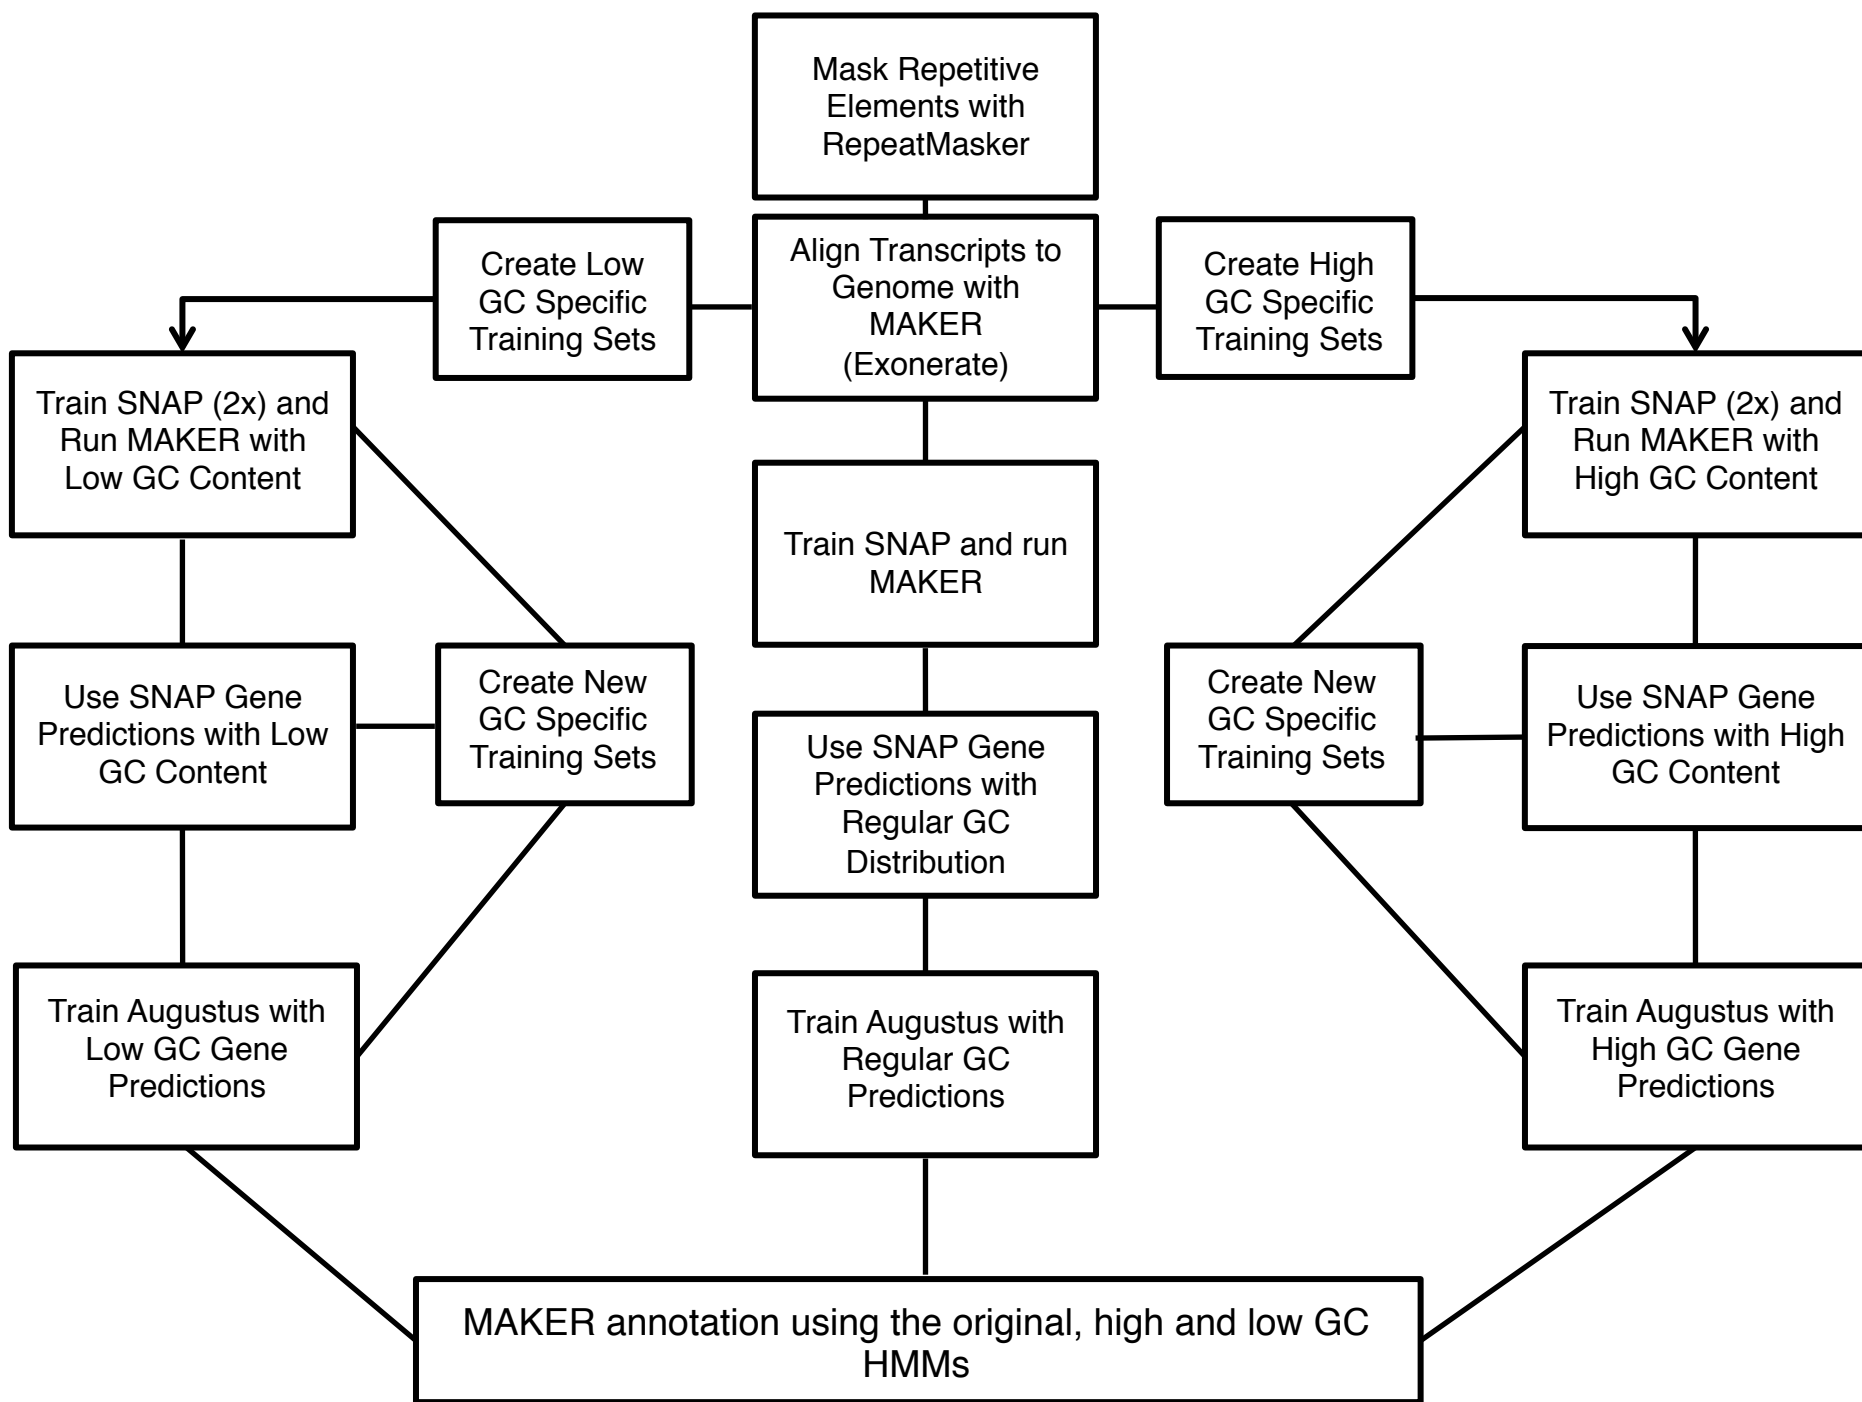 Mask Repetitive
Elements with
RepeatMasker
Create Low
GC Specific
Training Sets
Align Transcripts to
Genome with
MAKER
(Exonerate)
Create High
GC Specific
Training Sets
Train SNAP (2x) and
Run MAKER with
Low GC Content
Train SNAP and run
MAKER
Train SNAP (2x) and
Run MAKER with
High GC Content
Use SNAP Gene
Predictions with Low
GC Content
Create New
GC Specific
Training Sets
Use SNAP Gene
Predictions with
Regular GC
Distribution
Create New
GC Specific
Training Sets
Use SNAP Gene
Predictions with High
GC Content
Train Augustus with
Low GC Gene
Predictions
Train Augustus with
Regular GC
Predictions
Train Augustus with
High GC Gene
Predictions
MAKER annotation using the original, high and low GC
HMMs